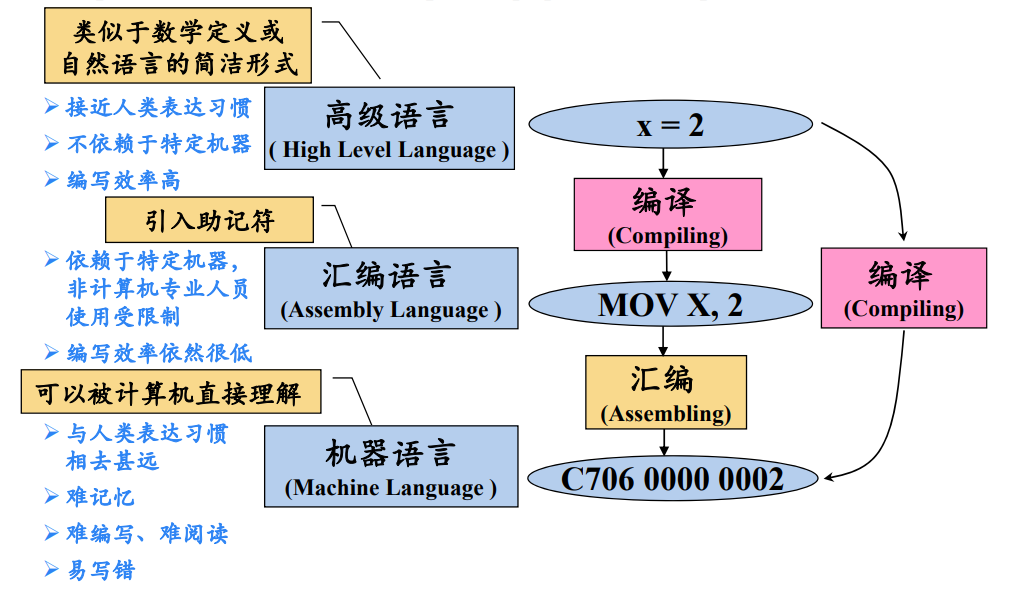 类似于数学定义或
自然语言的简洁形式
接近人类表达习惯
不依赖于特定机器
编写效率高
高级语言
( High Level Language )
x = 2
编译
(Compiling)
引入助记符
依赖于特定机器，
非计算机专业人员
使用受限制
编写效率依然很低
汇编语言
(Assembly Language )
MOV X, 2
编译
(Compiling)
汇编
(Assembling)
可以被计算机直接理解
与人类表达习惯
相去甚远
难记忆
难编写、难阅读
易写错
机器语言
(Machine Language )
C706 0000 0002